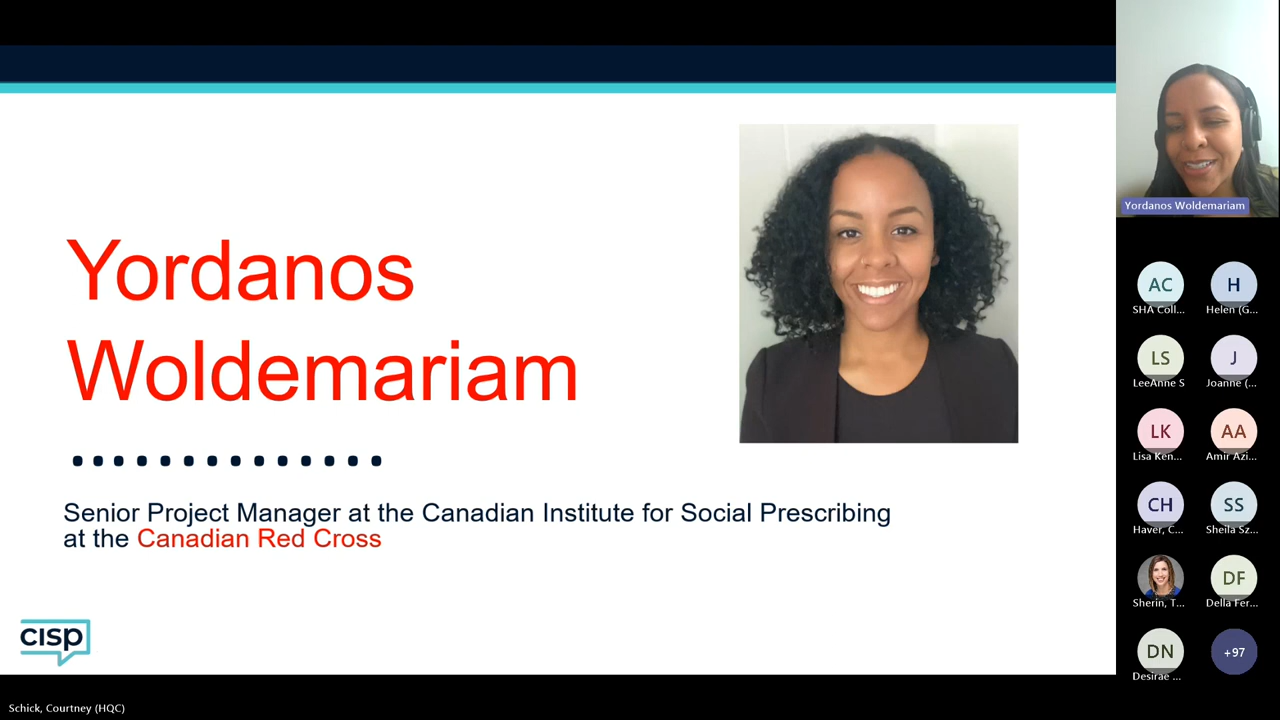 Yordanos
Woldemariam
Senior Project Manager at the Canadian Institute for Social Prescribing
at the Canadian Red Cross
cisp
Schick, Courtney (HQC)
Yordanos Woldemariam
AC H
SHA Coll... Helen (G...
LS J
LeeAnne S Joanne (...
LK AA
Lisa Ken... Amir Azi...
CH SS
Haver, C... Sheila Sz...
DF
Sherin, T... Della Fer...
DN +97
Desirae ...